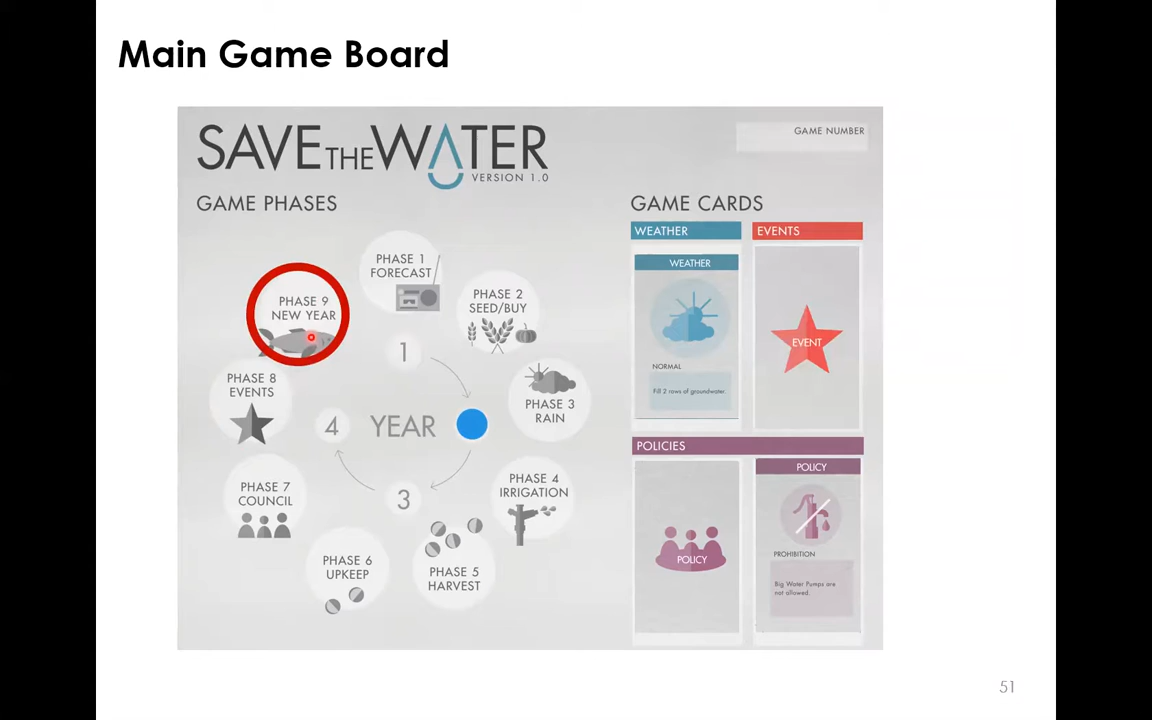 Main Game Board
SAVE THE WATER
VERSION 1.0
GAME NUMBER
GAME PHASES
PHASE 1
FORECAST
PHASE 2
SEED/BUY
PHASE 3
RAIN
PHASE 4
IRRIGATION
PHASE 5
HARVEST
PHASE 6
UPKEEP
PHASE 7
COUNCIL
PHASE 8
EVENTS
PHASE 9
NEW YEAR
1
4 YEAR
3
GAME CARDS
WEATHER
WEATHER
NORMAL
Fill 2 rows of groundwater.
EVENTS
EVENT
POLICIES
POLICY
POLICY
PROHIBITION
Big Water Pumps are
not allowed.
51